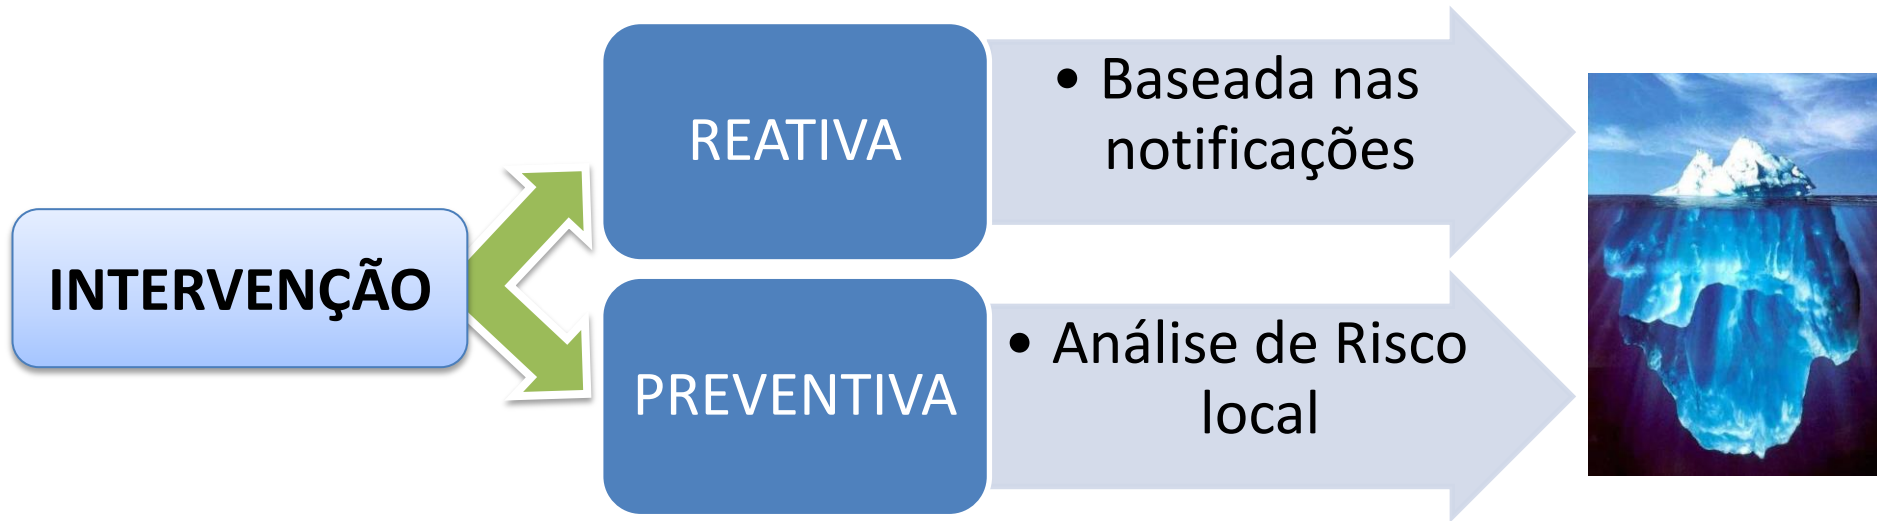 INTERVENÇÃO
REATIVA
• Baseada nas
notificações
PREVENTIVA
• Análise de Risco
local